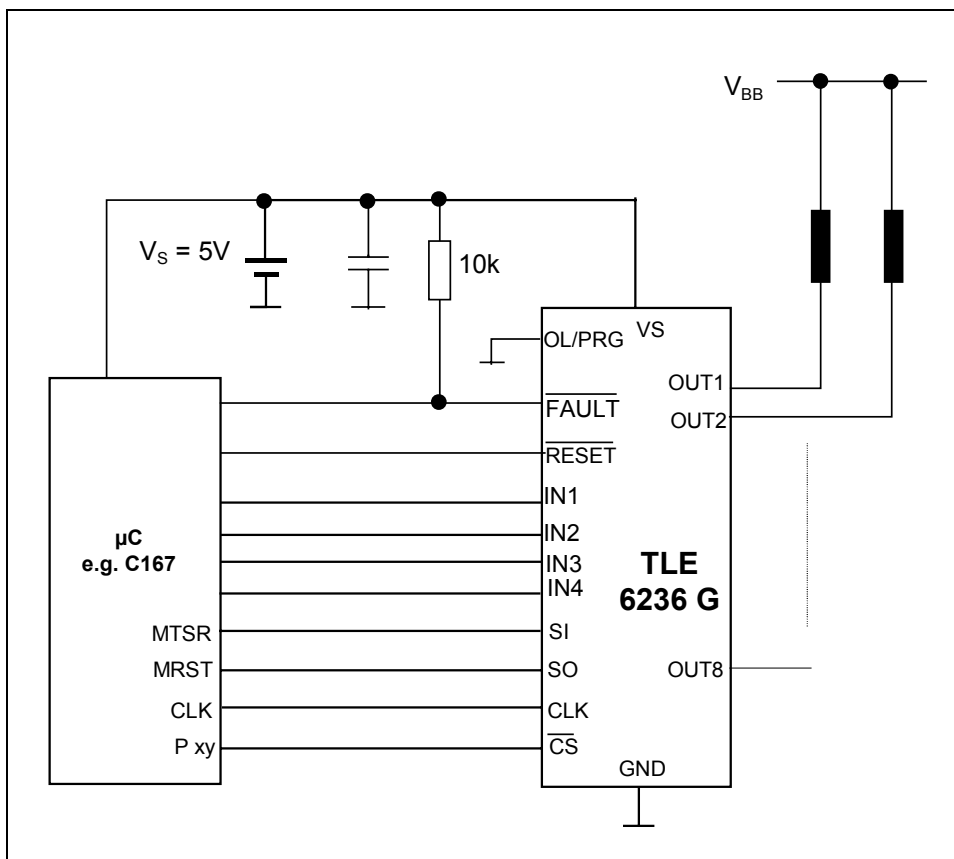 V_BB
V_S = 5V
10k
OL/PRG
VS
OUT1
FAULT
OUT2
RESET
IN1
µC
e.g. C167
IN2
IN3
TLE
6236 G
IN4
MTSR
SI
MRST
SO
OUT8
CLK
CLK
P xy
CS
GND